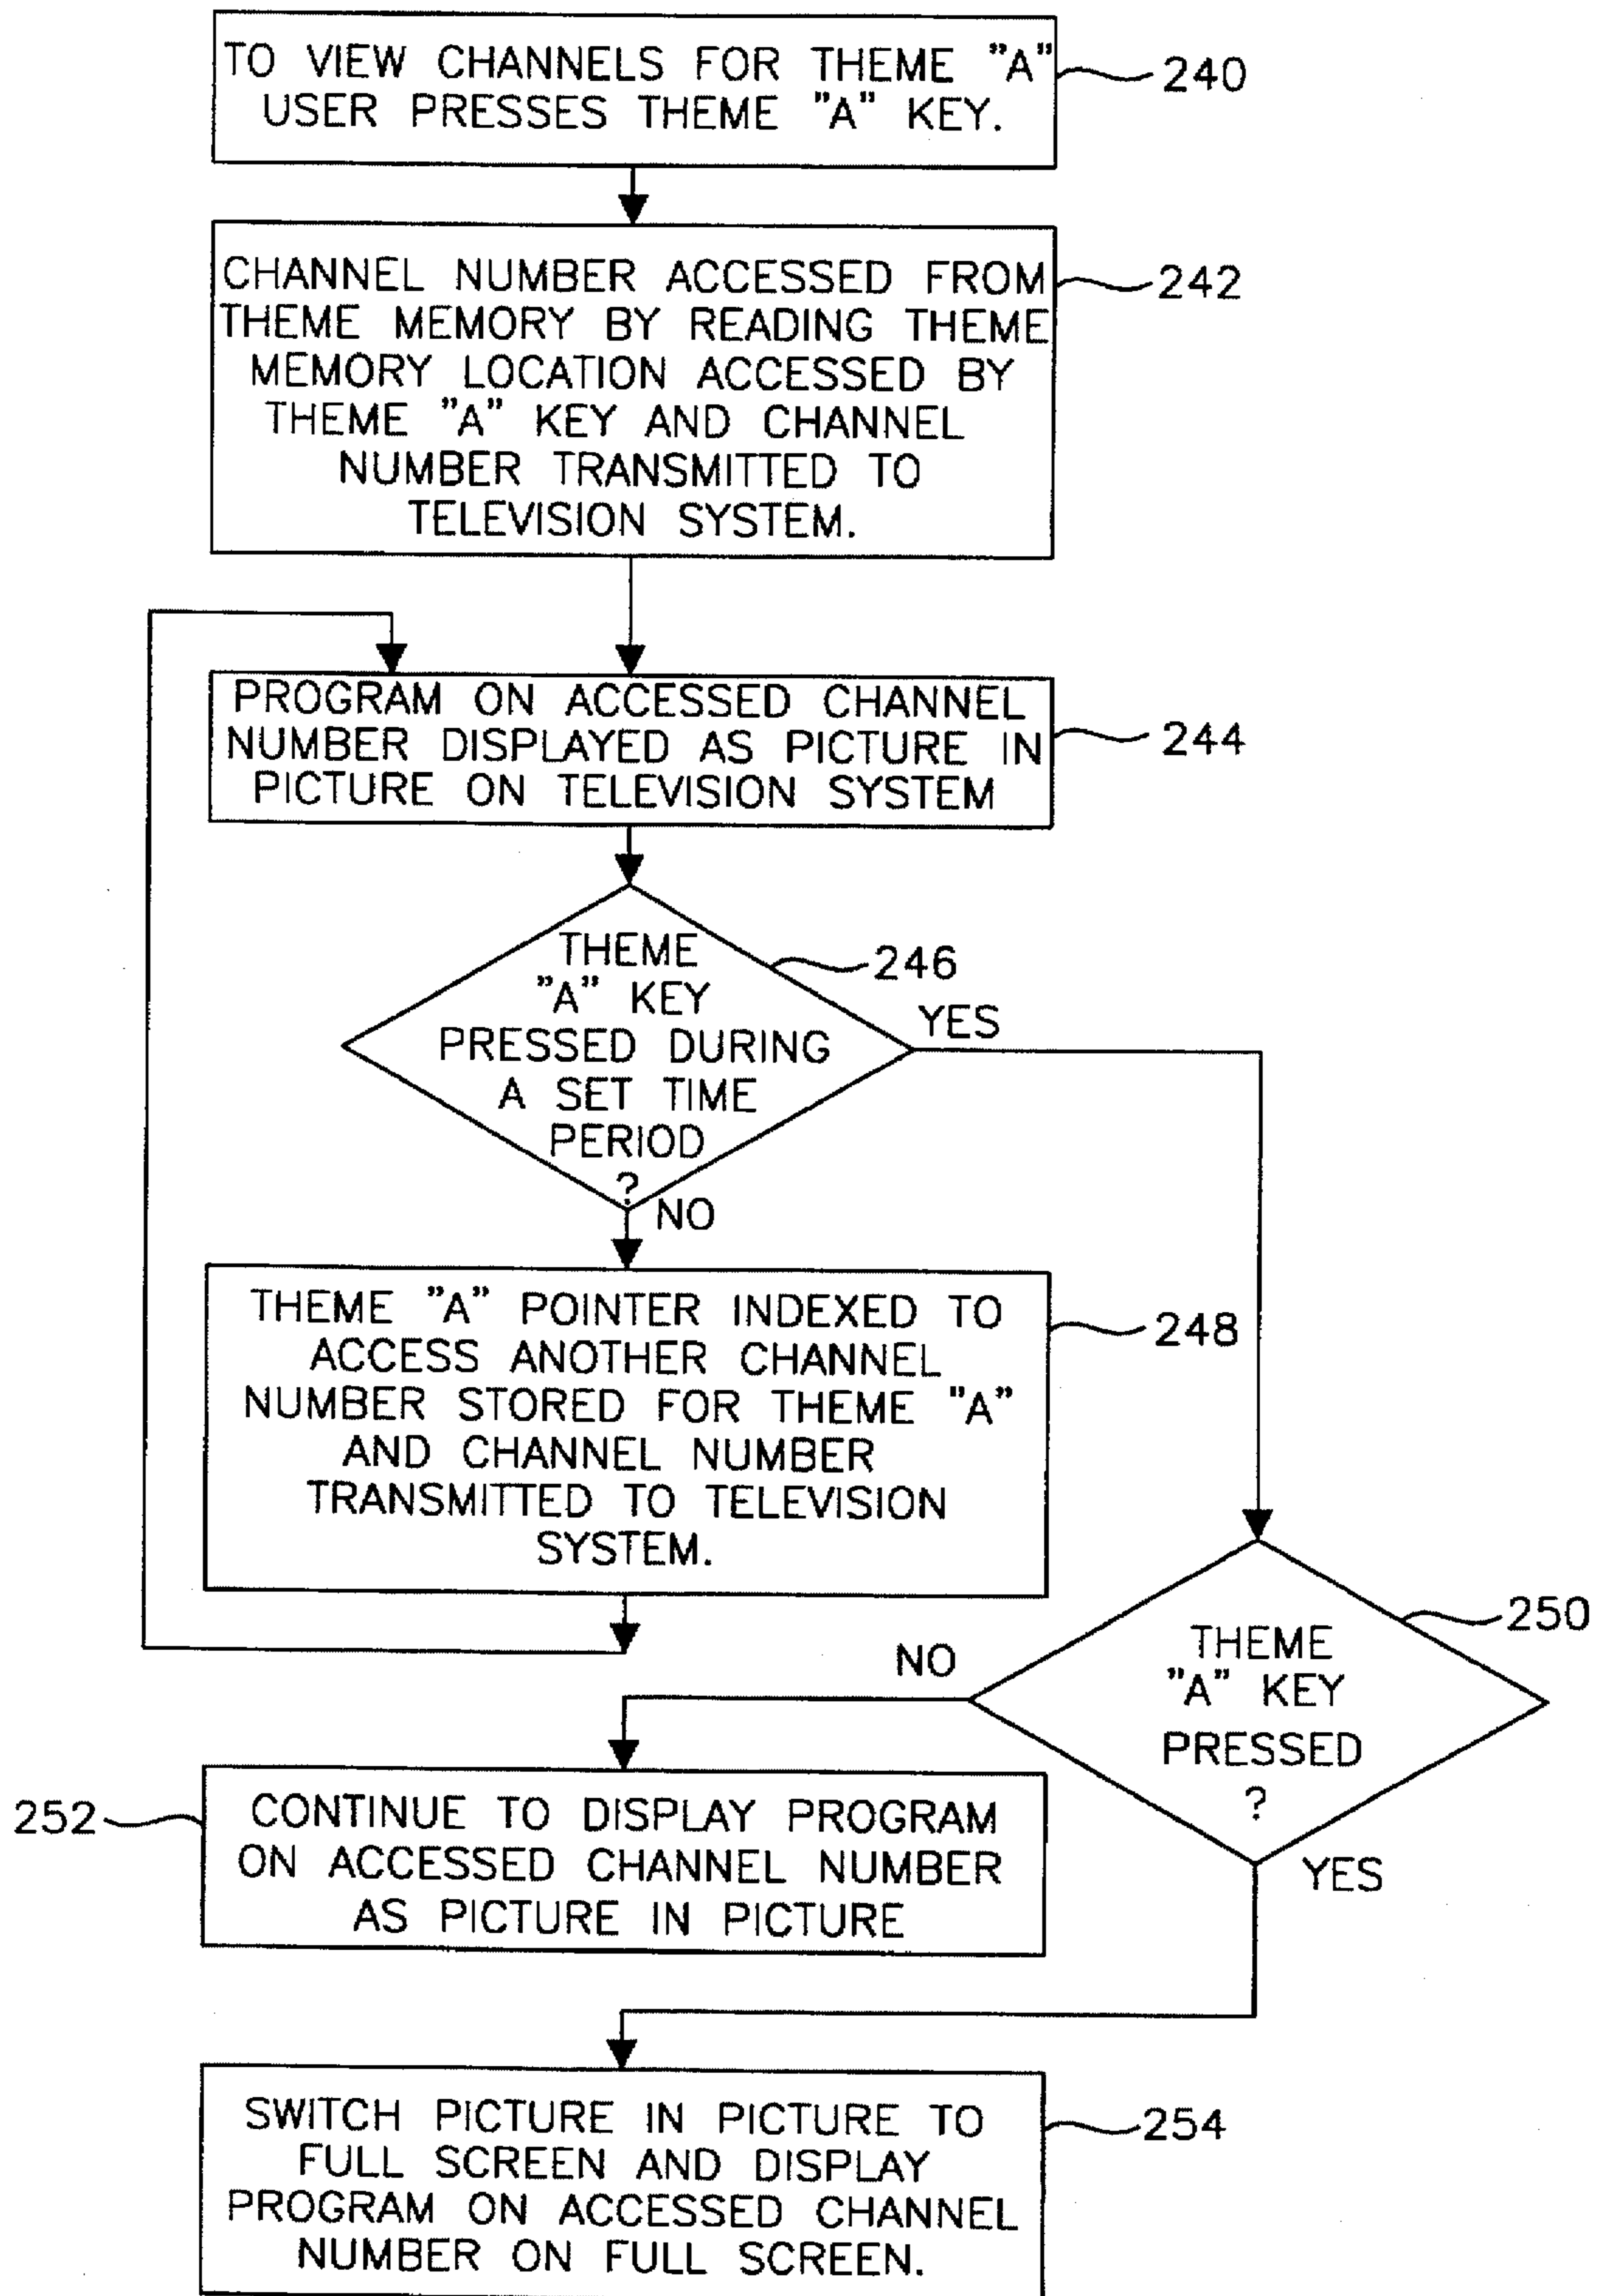 TO VIEW CHANNELS FOR THEME "A"
USER PRESSES THEME "A" KEY.
240
CHANNEL NUMBER ACCESSED FROM
THEME MEMORY BY READING THEME
MEMORY LOCATION ACCESSED BY
THEME "A" KEY AND CHANNEL
NUMBER TRANSMITTED TO
TELEVISION SYSTEM.
242
PROGRAM ON ACCESSED CHANNEL
NUMBER DISPLAYED AS PICTURE IN
PICTURE ON TELEVISION SYSTEM
244
THEME
"A" KEY
PRESSED DURING
A SET TIME
PERIOD
?
246
YES
NO
THEME "A" POINTER INDEXED TO
ACCESS ANOTHER CHANNEL
NUMBER STORED FOR THEME "A"
AND CHANNEL NUMBER
TRANSMITTED TO TELEVISION
SYSTEM.
248
THEME
"A" KEY
PRESSED
?
250
NO
YES
252
CONTINUE TO DISPLAY PROGRAM
ON ACCESSED CHANNEL NUMBER
AS PICTURE IN PICTURE
SWITCH PICTURE IN PICTURE TO
FULL SCREEN AND DISPLAY
PROGRAM ON ACCESSED CHANNEL
NUMBER ON FULL SCREEN.
254